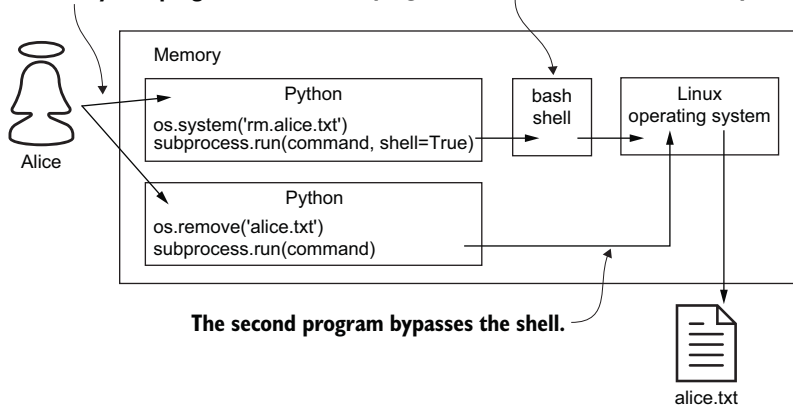 Memory
Python
os.system('rm.alice.txt')
subprocess.run(command, shell=True)
bash
shell
Linux
operating system
Alice
Python
os.remove('alice.txt')
subprocess.run(command)
The second program bypasses the shell.
alice.txt